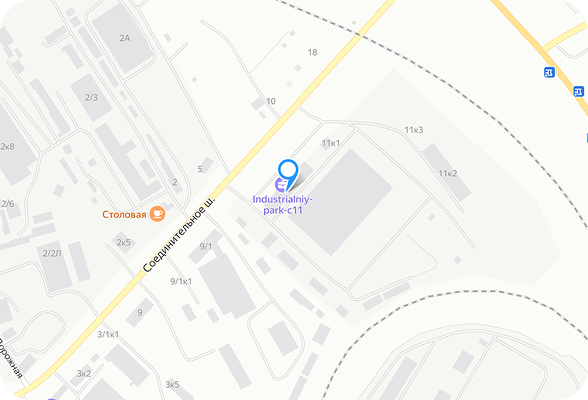 2А
18
2/3
10
11к3
11к1
2к8
5
11к2
2
Industrialniy-
park-c11
2/6
Столовая
Соединительное ш.
2к5
9/1
2/2Л
9/1к1
9
3/1к1
Дорожная
3к2
3к5